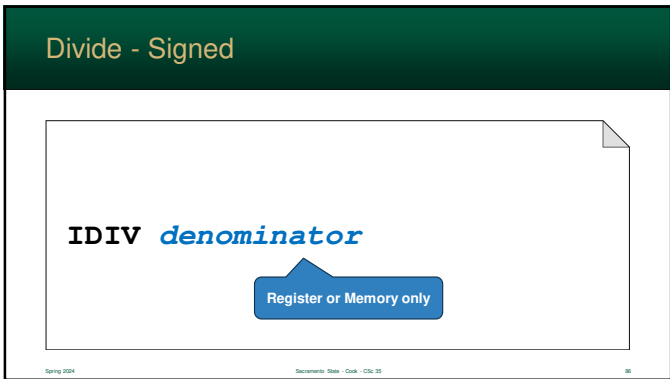 Divide - Signed
IDIV denominator
Register or Memory only
Spring 2024
Sacramento State - Cook - CSc 35
86